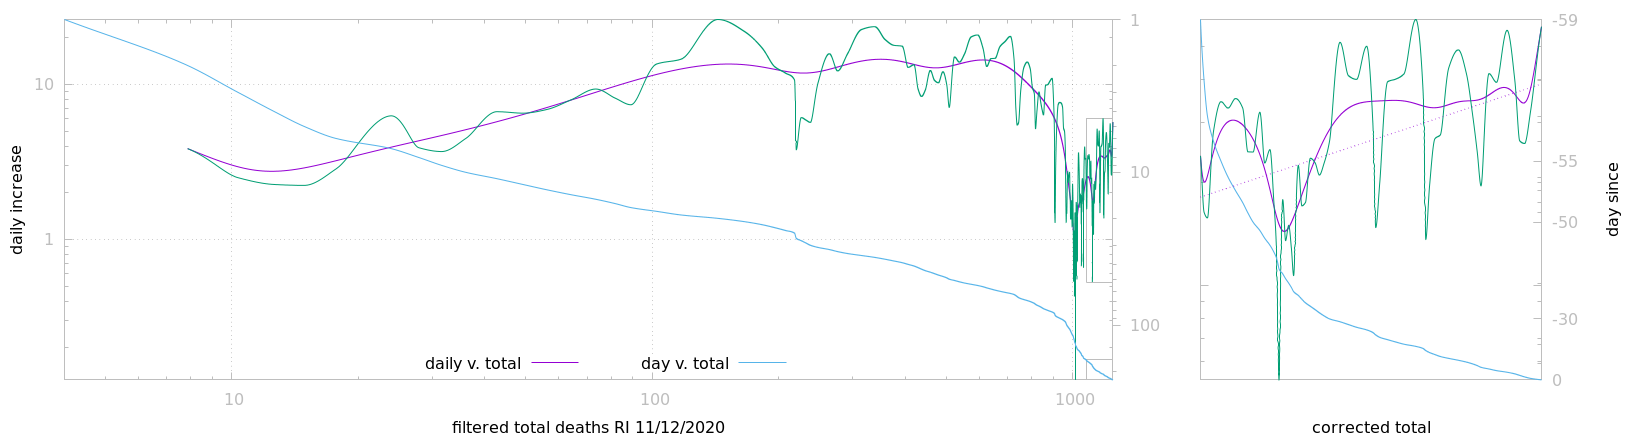 1
-59
10
daily increase
10
-55
day since
-50
1
-30
100
daily v. total
day v. total
0
10
100
1000
filtered total deaths RI 11/12/2020
corrected total